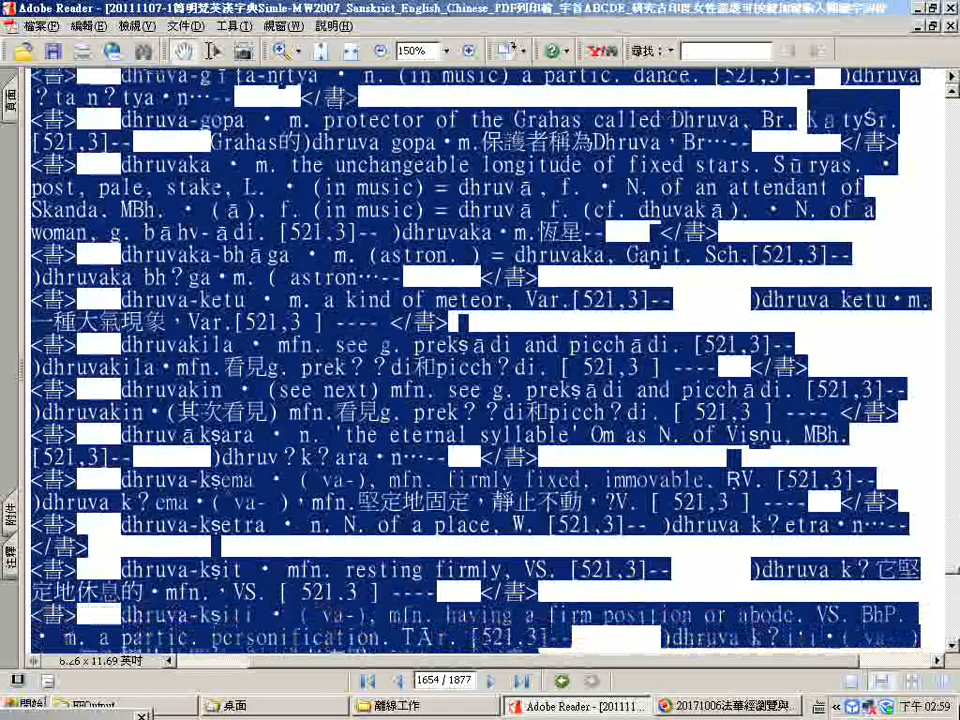 Adobe Reader - [20111107-1簡明梵英漢字典Simle-MW2007_Sanskrict_English_Chinese_PDF列印檔_字首ABCDE_研究古印度女性
檔案(F) 編輯(E) 檢視(V) 文件(D) 工具(T) 視窗(W) 說明(H)
150% 尋找：
頁面
<書> dhruva-gīta-nṛtya • n. (in music) a partic. dance. [521,3]-- )dhruva
?ta n?tya•n…-- </書>
<書> dhruva-gopa • m. protector of the Grahas called Dhruva, Br. KātyŚr.
[521,3]-- Grahas的)dhruva gopa•m.保護者稱為Dhruva，Br…-- </書>
<書> dhruvaka • m. the unchangeable longitude of fixed stars. Sūryas. •
post, pale, stake, L. • (in music) = dhruvā, f. • N. of an attendant of
Skanda. MBh. • (ā), f. (in music) = dhruvā f. (cf. dhuvakā). • N. of a
woman, g. bāhv-ādi. [521,3]-- )dhruvaka•m.恆星-- </書>
<書> dhruvaka-bhāga • m. (astron. ) = dhruvaka, Gaṇit. Sch.[521,3]--
)dhruvaka bh?ga•m. ( astron…-- </書>
<書> dhruva-ketu • m. a kind of meteor, Var.[521,3]-- )dhruva ketu•m.
一種大氣現象，Var.[521,3 ] ---- </書>
<書> dhruvakila • mfn. see g. prekṣādi and picchādi. [521,3]--
)dhruvakila•mfn.看見g. prek??di和picch?di. [ 521,3 ] ---- </書>
<書> dhruvakin • (see next) mfn. see g. prekṣādi and picchādi. [521,3]--
)dhruvakin•(其次看見) mfn.看見g. prek??di和picch?di. [ 521,3 ] ---- </書>
<書> dhruvākṣara • n. 'the eternal syllable' Om as N. of Viṣṇu, MBh.
[521,3]-- )dhruv?k?ara•n…-- </書>
<書> dhruva-kṣema • ( va-), mfn. firmly fixed, immovable, RV. [521,3]--
)dhruva k?ema•( va- )，mfn.堅定地固定，靜止不動，?V. [ 521,3 ] ---- </書>
<書> dhruva-kṣetra • n. N. of a place, W. [521,3]-- )dhruva k?etra•n…--
</書>
<書> dhruva-kṣit • mfn. resting firmly, VS. [521,3]-- )dhruva k?它堅
定地休息的•mfn.，VS. [ 521,3 ] ---- </書>
<書> dhruva-kṣiti • ( va-), mfn. having a firm position or abode. VS. BhP.
• m. a partic. personification. TĀr. [521,3]-- )dhruva k?iti•( va- )
附件
註釋
8.26 x 11.69 英吋
1654 / 1877
開始 桌面 離線工作 Adobe Reader - [201111... 20171006法華經瀏覽與... 下午 02:59